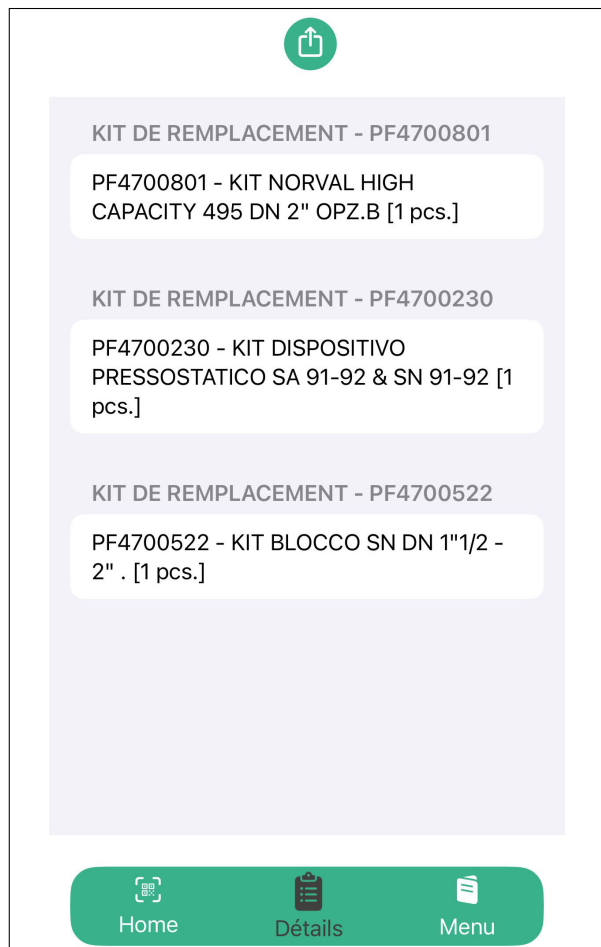 KIT DE REMPLACEMENT - PF4700801
PF4700801 - KIT NORVAL HIGH
CAPACITY 495 DN 2" OPZ.B [1 pcs.]
KIT DE REMPLACEMENT - PF4700230
PF4700230 - KIT DISPOSITIVO
PRESSOSTATICO SA 91-92 & SN 91-92 [1
pcs.]
KIT DE REMPLACEMENT - PF4700522
PF4700522 - KIT BLOCCO SN DN 1"1/2 -
2" . [1 pcs.]
Home Détails Menu